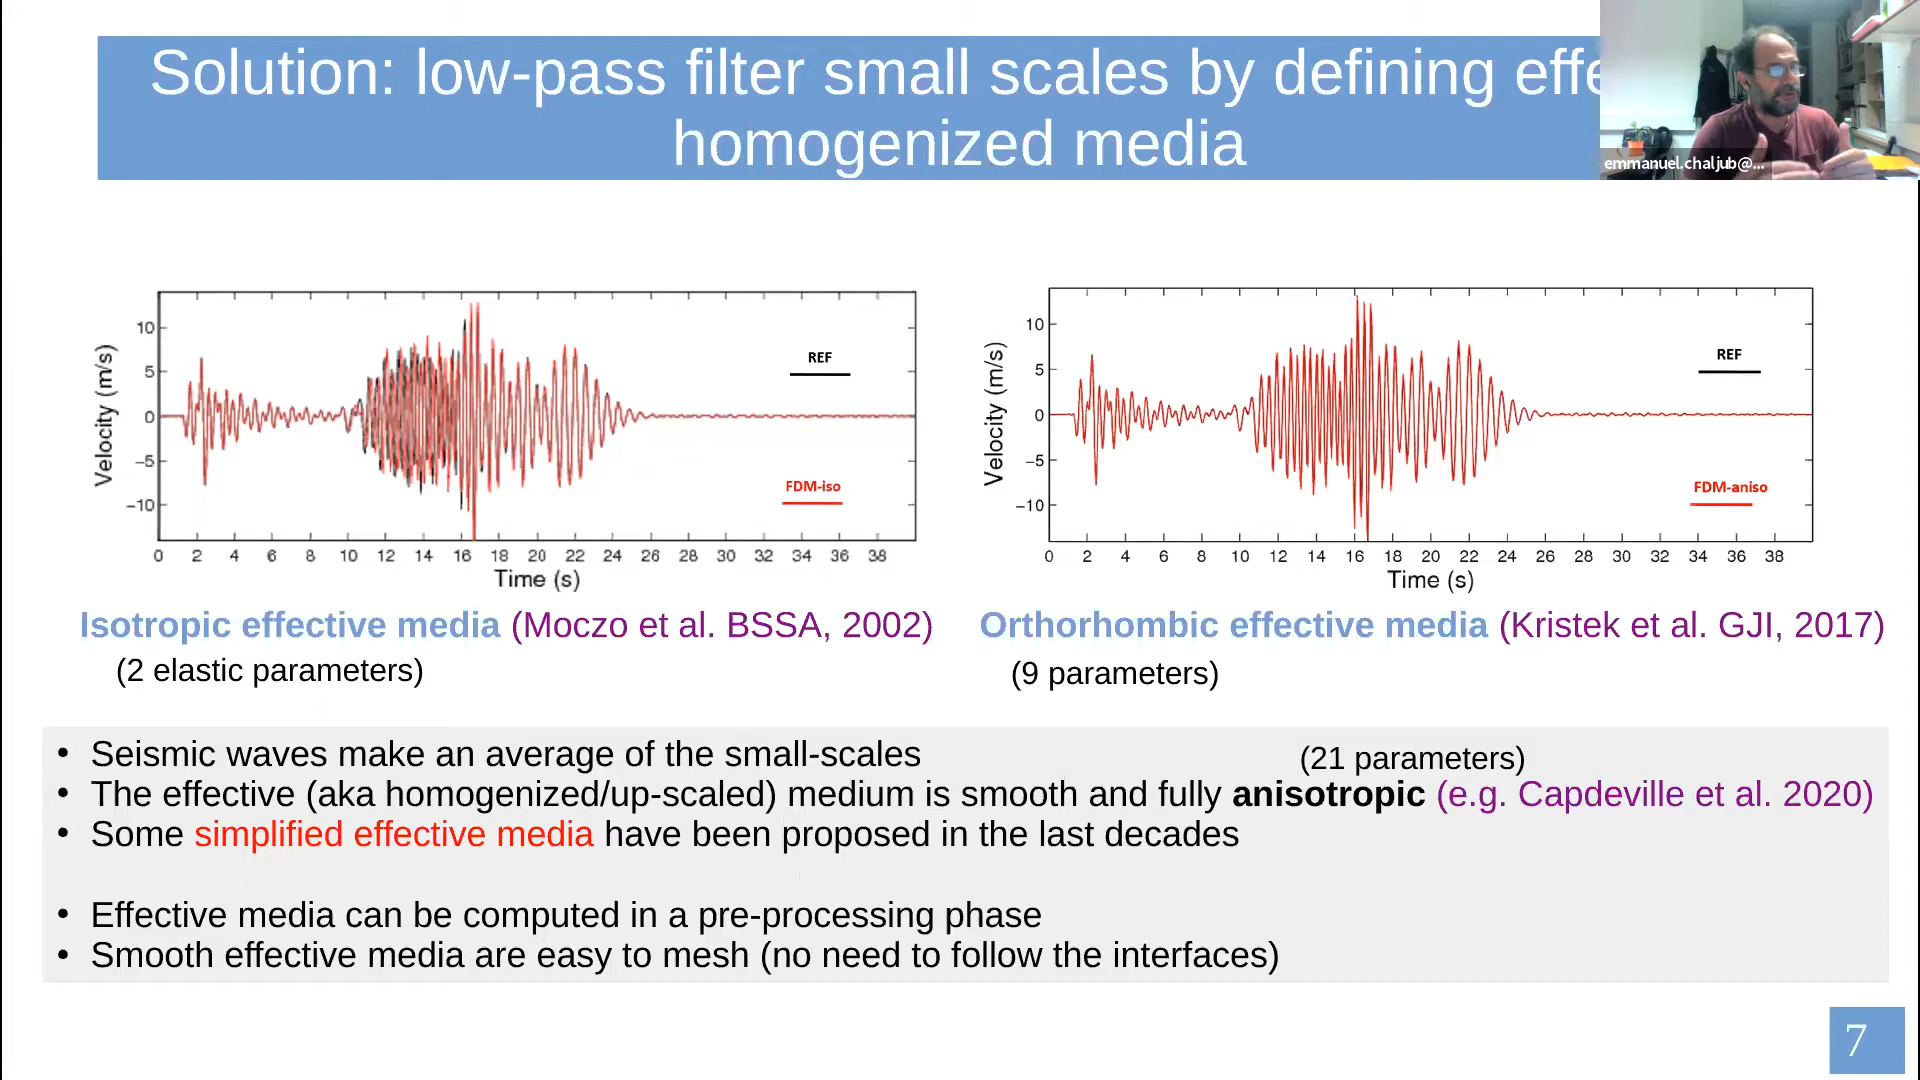 Solution: low-pass filter small scales by defining effe
homogenized media
emmanuel.chaljub@...
10
5
0
−5
−10
Velocity (m/s)
REF
FDM-iso
0 2 4 6 8 10 12 14 16 18 20 22 24 26 28 30 32 34 36 38
Time (s)
10
5
0
−5
−10
Velocity (m/s)
REF
FDM-aniso
0 2 4 6 8 10 12 14 16 18 20 22 24 26 28 30 32 34 36 38
Time (s)
Isotropic effective media (Moczo et al. BSSA, 2002)
(2 elastic parameters)
Orthorhombic effective media (Kristek et al. GJI, 2017)
(9 parameters)
• Seismic waves make an average of the small-scales
(21 parameters)
• The effective (aka homogenized/up-scaled) medium is smooth and fully anisotropic (e.g. Capdeville et al. 2020)
• Some simplified effective media have been proposed in the last decades
• Effective media can be computed in a pre-processing phase
• Smooth effective media are easy to mesh (no need to follow the interfaces)
7